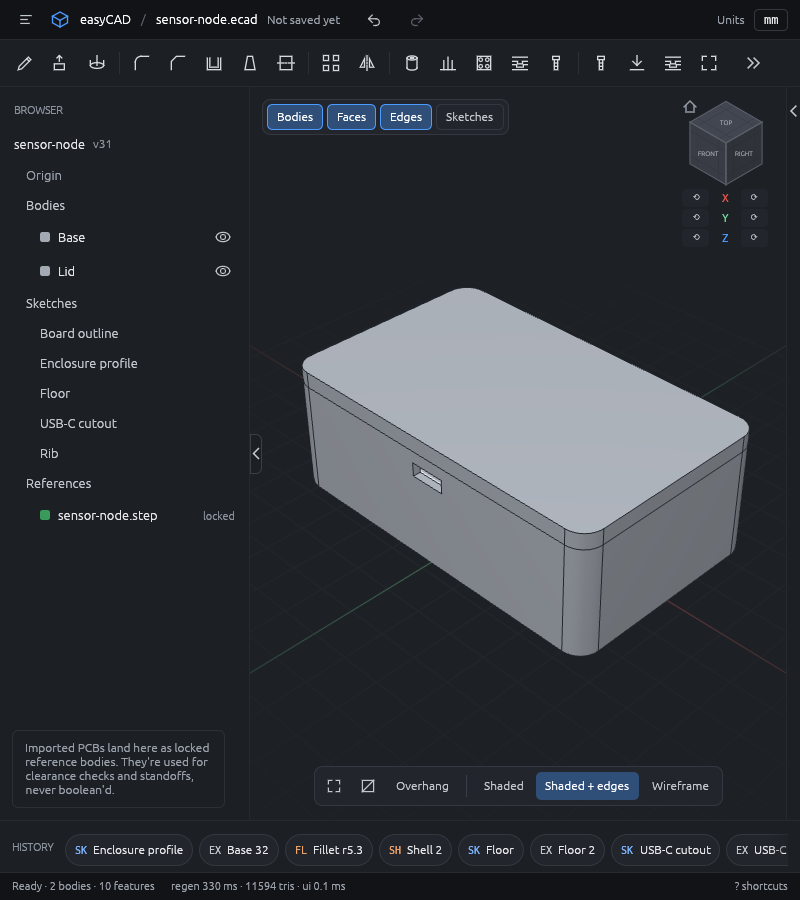 easyCAD / sensor-node.ecad Not saved yet
Units mm
BROWSER
sensor-node v31
Origin
Bodies
Base
Lid
Sketches
Board outline
Enclosure profile
Floor
USB-C cutout
Rib
References
sensor-node.step locked
Imported PCBs land here as locked
reference bodies. They're used for
clearance checks and standoffs,
never boolean'd.
Bodies Faces Edges Sketches
TOP
FRONT RIGHT
X
Y
Z
Overhang Shaded Shaded + edges Wireframe
HISTORY SK Enclosure profile EX Base 32 FL Fillet r5.3 SH Shell 2 SK Floor EX Floor 2 SK USB-C cutout EX USB-C
Ready · 2 bodies · 10 features regen 330 ms · 11594 tris · ui 0.1 ms ? shortcuts